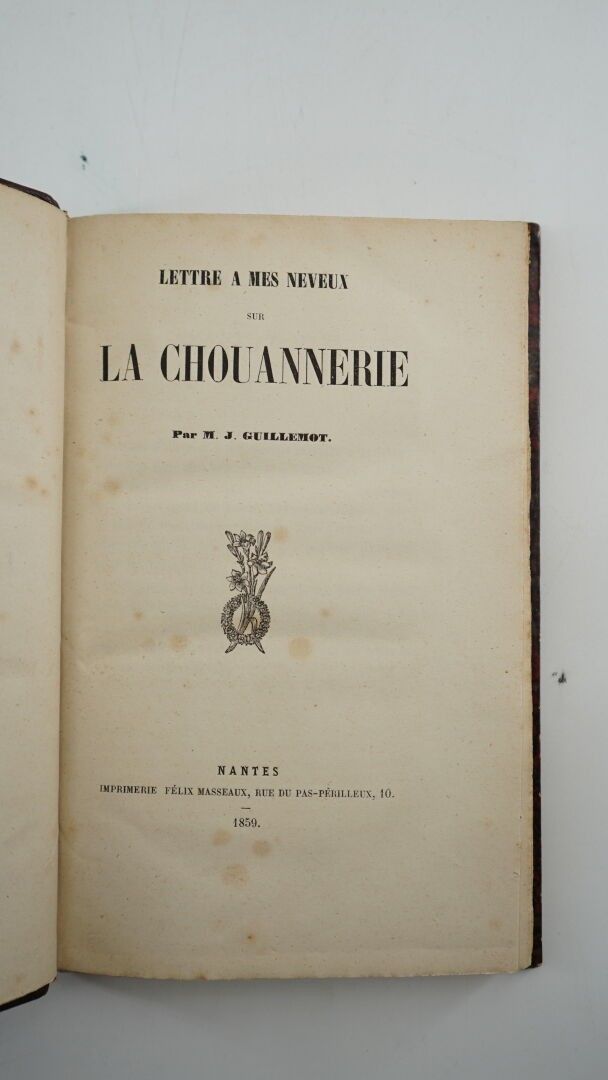 LETTRE A MES NEVEUX
SUR
LA CHOUANNERIE
Par M. J. GUILLEMOT.
NANTES
IMPRIMERIE FÉLIX MASSEAUX, RUE DU PAS-PÉRILLEUX, 10.
1859.